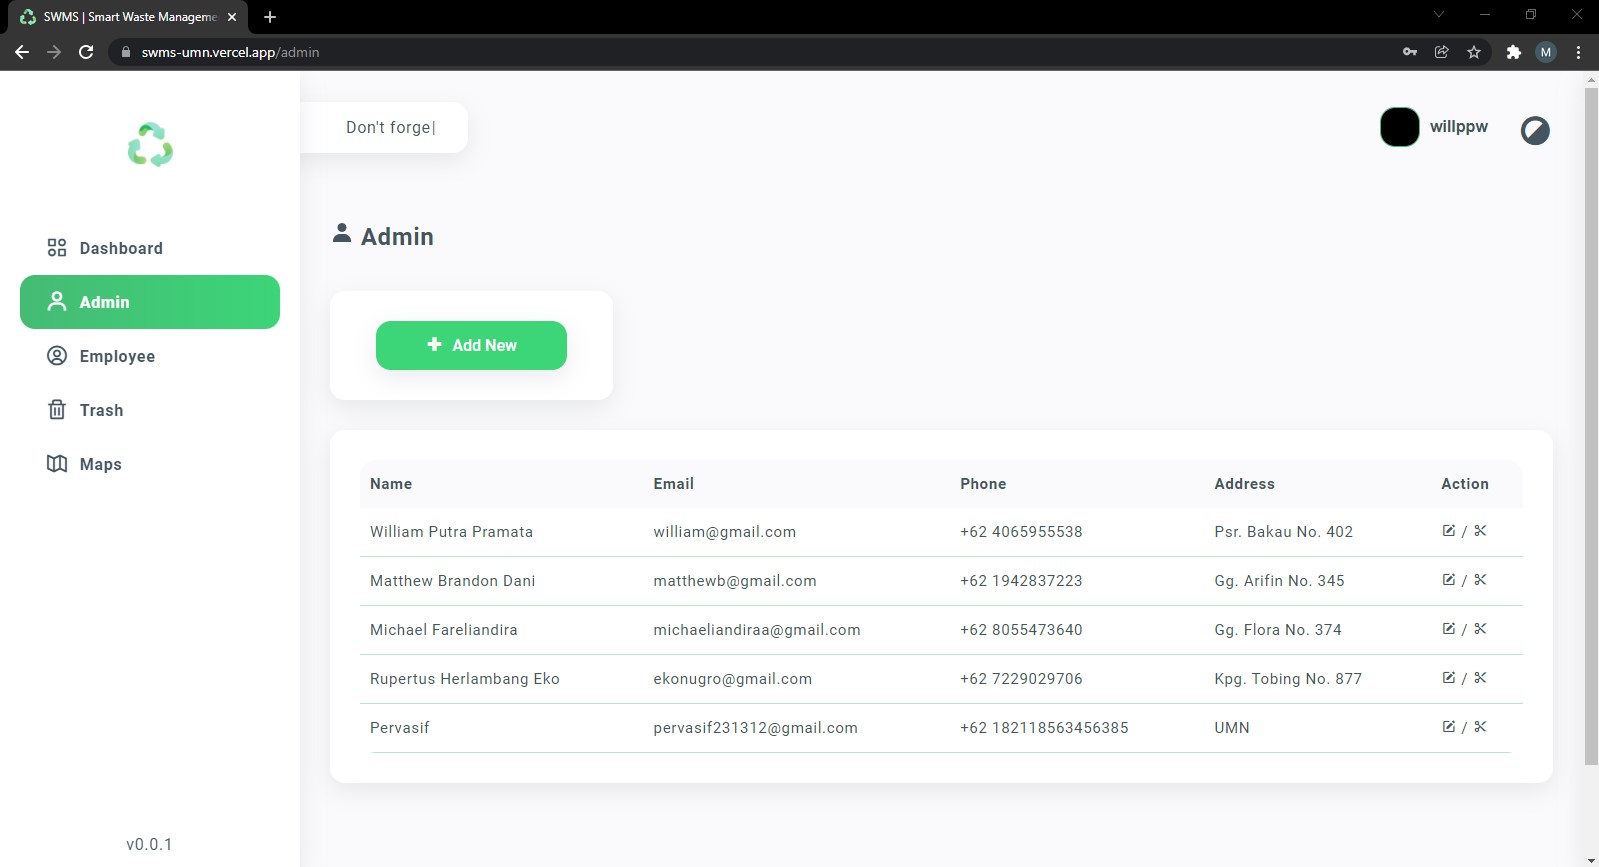 SWMS | Smart Waste Manageme
swms-umn.vercel.app/admin
M
Don't forge|
willppw
Dashboard
Admin
Employee
Trash
Maps
v0.0.1
Admin
Add New
Name Email Phone Address Action
William Putra Pramata william@gmail.com +62 4065955538 Psr. Bakau No. 402 /
Matthew Brandon Dani matthewb@gmail.com +62 1942837223 Gg. Arifin No. 345 /
Michael Fareliandira michaeliandiraa@gmail.com +62 8055473640 Gg. Flora No. 374 /
Rupertus Herlambang Eko ekonugro@gmail.com +62 7229029706 Kpg. Tobing No. 877 /
Pervasif pervasif231312@gmail.com +62 182118563456385 UMN /